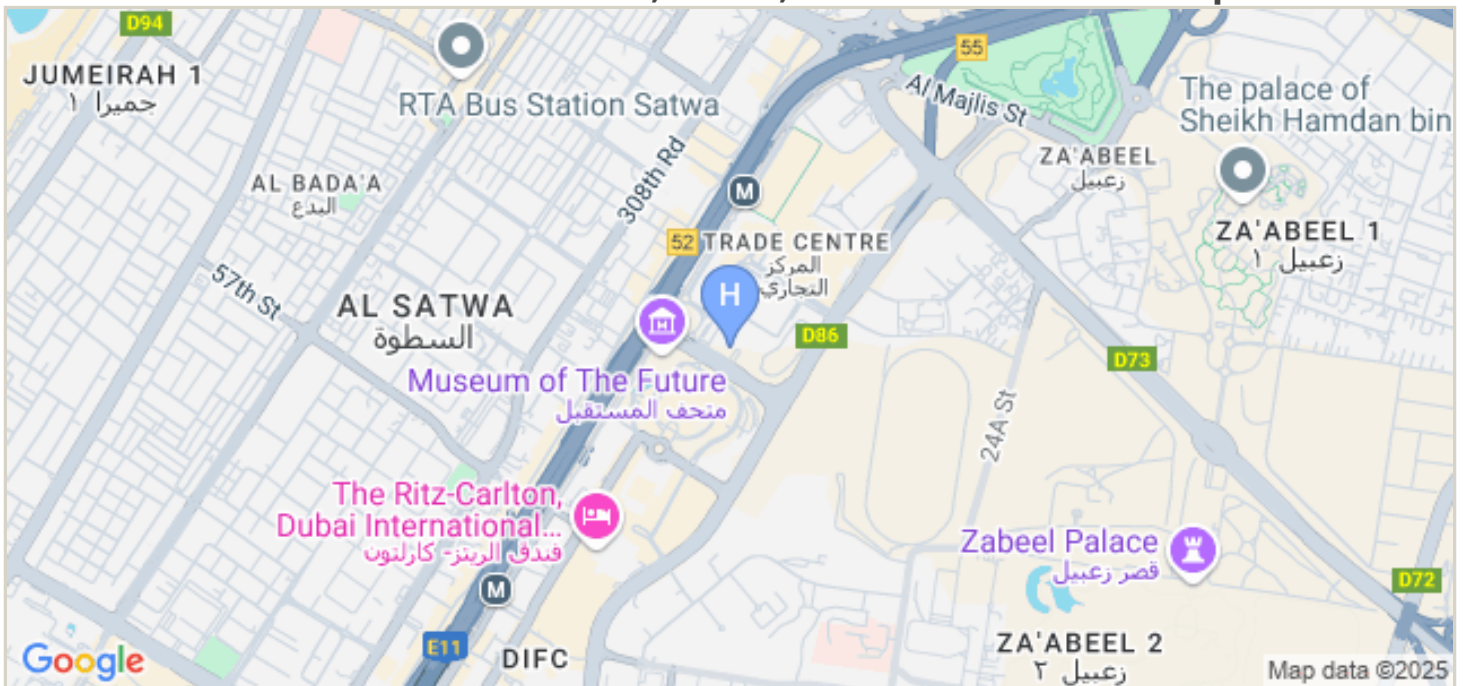 D94
JUMEIRAH 1
جميرا ١
RTA Bus Station Satwa
55
Al Majlis St
The palace of
Sheikh Hamdan bin
ZA'ABEEL
زعبيل
AL BADA'A
البدع
308th Rd
M
52
TRADE CENTRE
المركز
التجاري
ZA'ABEEL 1
زعبيل ١
57th St
AL SATWA
السطوة
H
D86
D73
Museum of The Future
متحف المستقبل
24A St
The Ritz-Carlton,
Dubai International...
فندق الريتز- كارلتون
Zabeel Palace
قصر زعبيل
M
D72
E11
DIFC
ZA'ABEEL 2
زعبيل ٢
Google
Map data ©2025